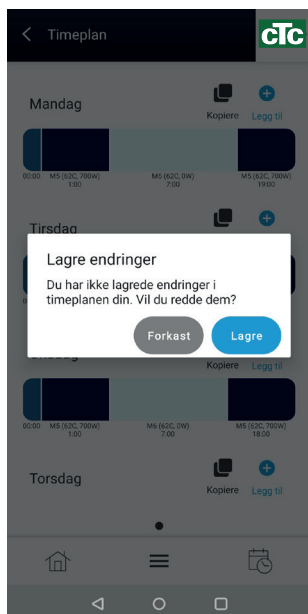 Timeplan
cTc
Mandag
Kopiere
Legg til
00:00
M5 (62C, 700W)
1:00
M6 (62C, 0W)
7:00
M5 (62C, 700W)
19:00
Tirsdag
Lagre endringer
Du har ikke lagrede endringer i
timeplanen din. Vil du redde dem?
Forkast
Lagre
Kopiere
Legg til
00:00
M5 (62C, 700W)
1:00
M6 (62C, 0W)
7:00
M5 (62C, 700W)
18:00
Torsdag
Kopiere
Legg til